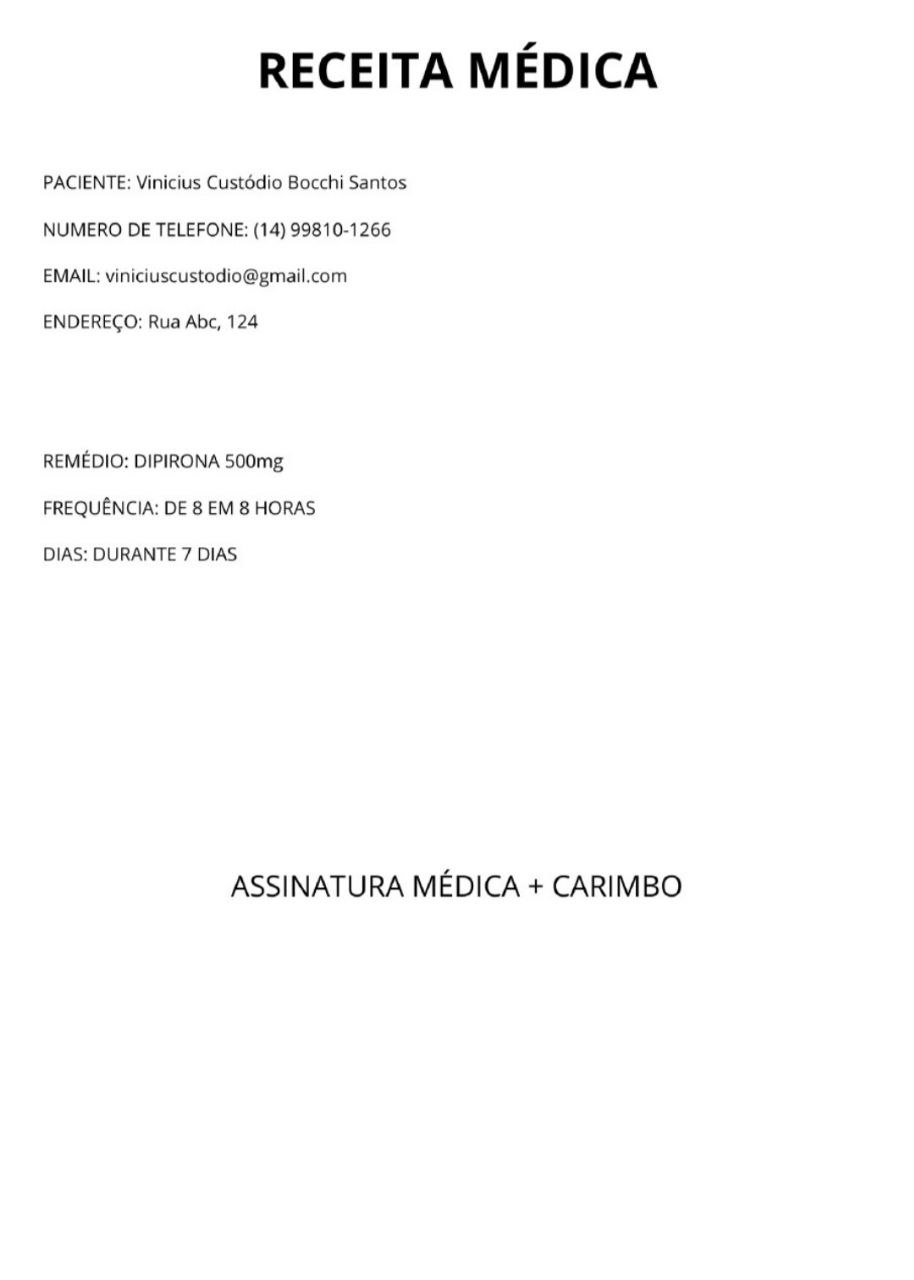 RECEITA MÉDICA
PACIENTE: Vinicius Custódio Bocchi Santos
NUMERO DE TELEFONE: (14) 99810-1266
EMAIL: viniciuscustodio@gmail.com
ENDEREÇO: Rua Abc, 124
REMÉDIO: DIPIRONA 500mg
FREQUÊNCIA: DE 8 EM 8 HORAS
DIAS: DURANTE 7 DIAS
ASSINATURA MÉDICA + CARIMBO